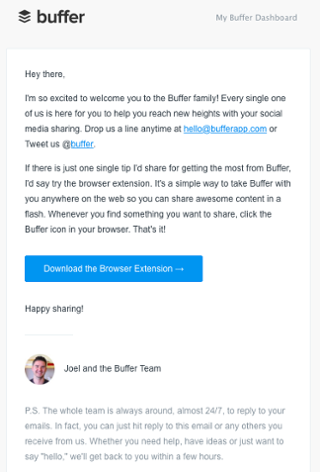 buffer
My Buffer Dashboard
Hey there,
I'm so excited to welcome you to the Buffer family! Every single one
of us is here for you to help you reach new heights with your social
media sharing. Drop us a line anytime at hello@bufferapp.com or
Tweet us @buffer.
If there is just one single tip I'd share for getting the most from Buffer,
I'd say try the browser extension. It's a simple way to take Buffer with
you anywhere on the web so you can share awesome content in a
flash. Whenever you find something you want to share, click the
Buffer icon in your browser. That's it!
Download the Browser Extension →
Happy sharing!
Joel and the Buffer Team
P.S. The whole team is always around, almost 24/7, to reply to your
emails. In fact, you can just hit reply to this email or any others you
receive from us. Whether you need help, have ideas or just want to
say "hello," we'll get back to you within a few hours.